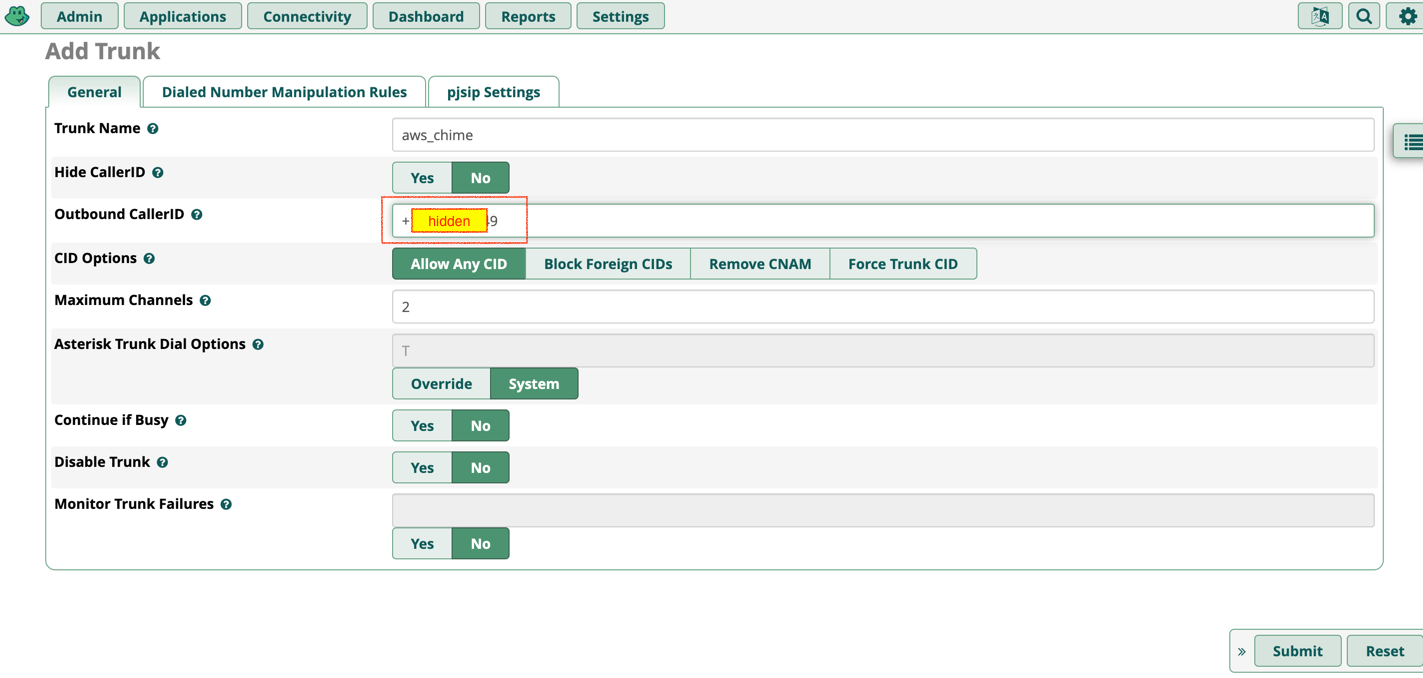 Admin Applications Connectivity Dashboard Reports Settings
Add Trunk
General Dialed Number Manipulation Rules pjsip Settings
Trunk Name
aws_chime
Hide CallerID
Yes No
Outbound CallerID
+ hidden 9
CID Options
Allow Any CID Block Foreign CIDs Remove CNAM Force Trunk CID
Maximum Channels
2
Asterisk Trunk Dial Options
T
Override System
Continue if Busy
Yes No
Disable Trunk
Yes No
Monitor Trunk Failures
Yes No
» Submit Reset